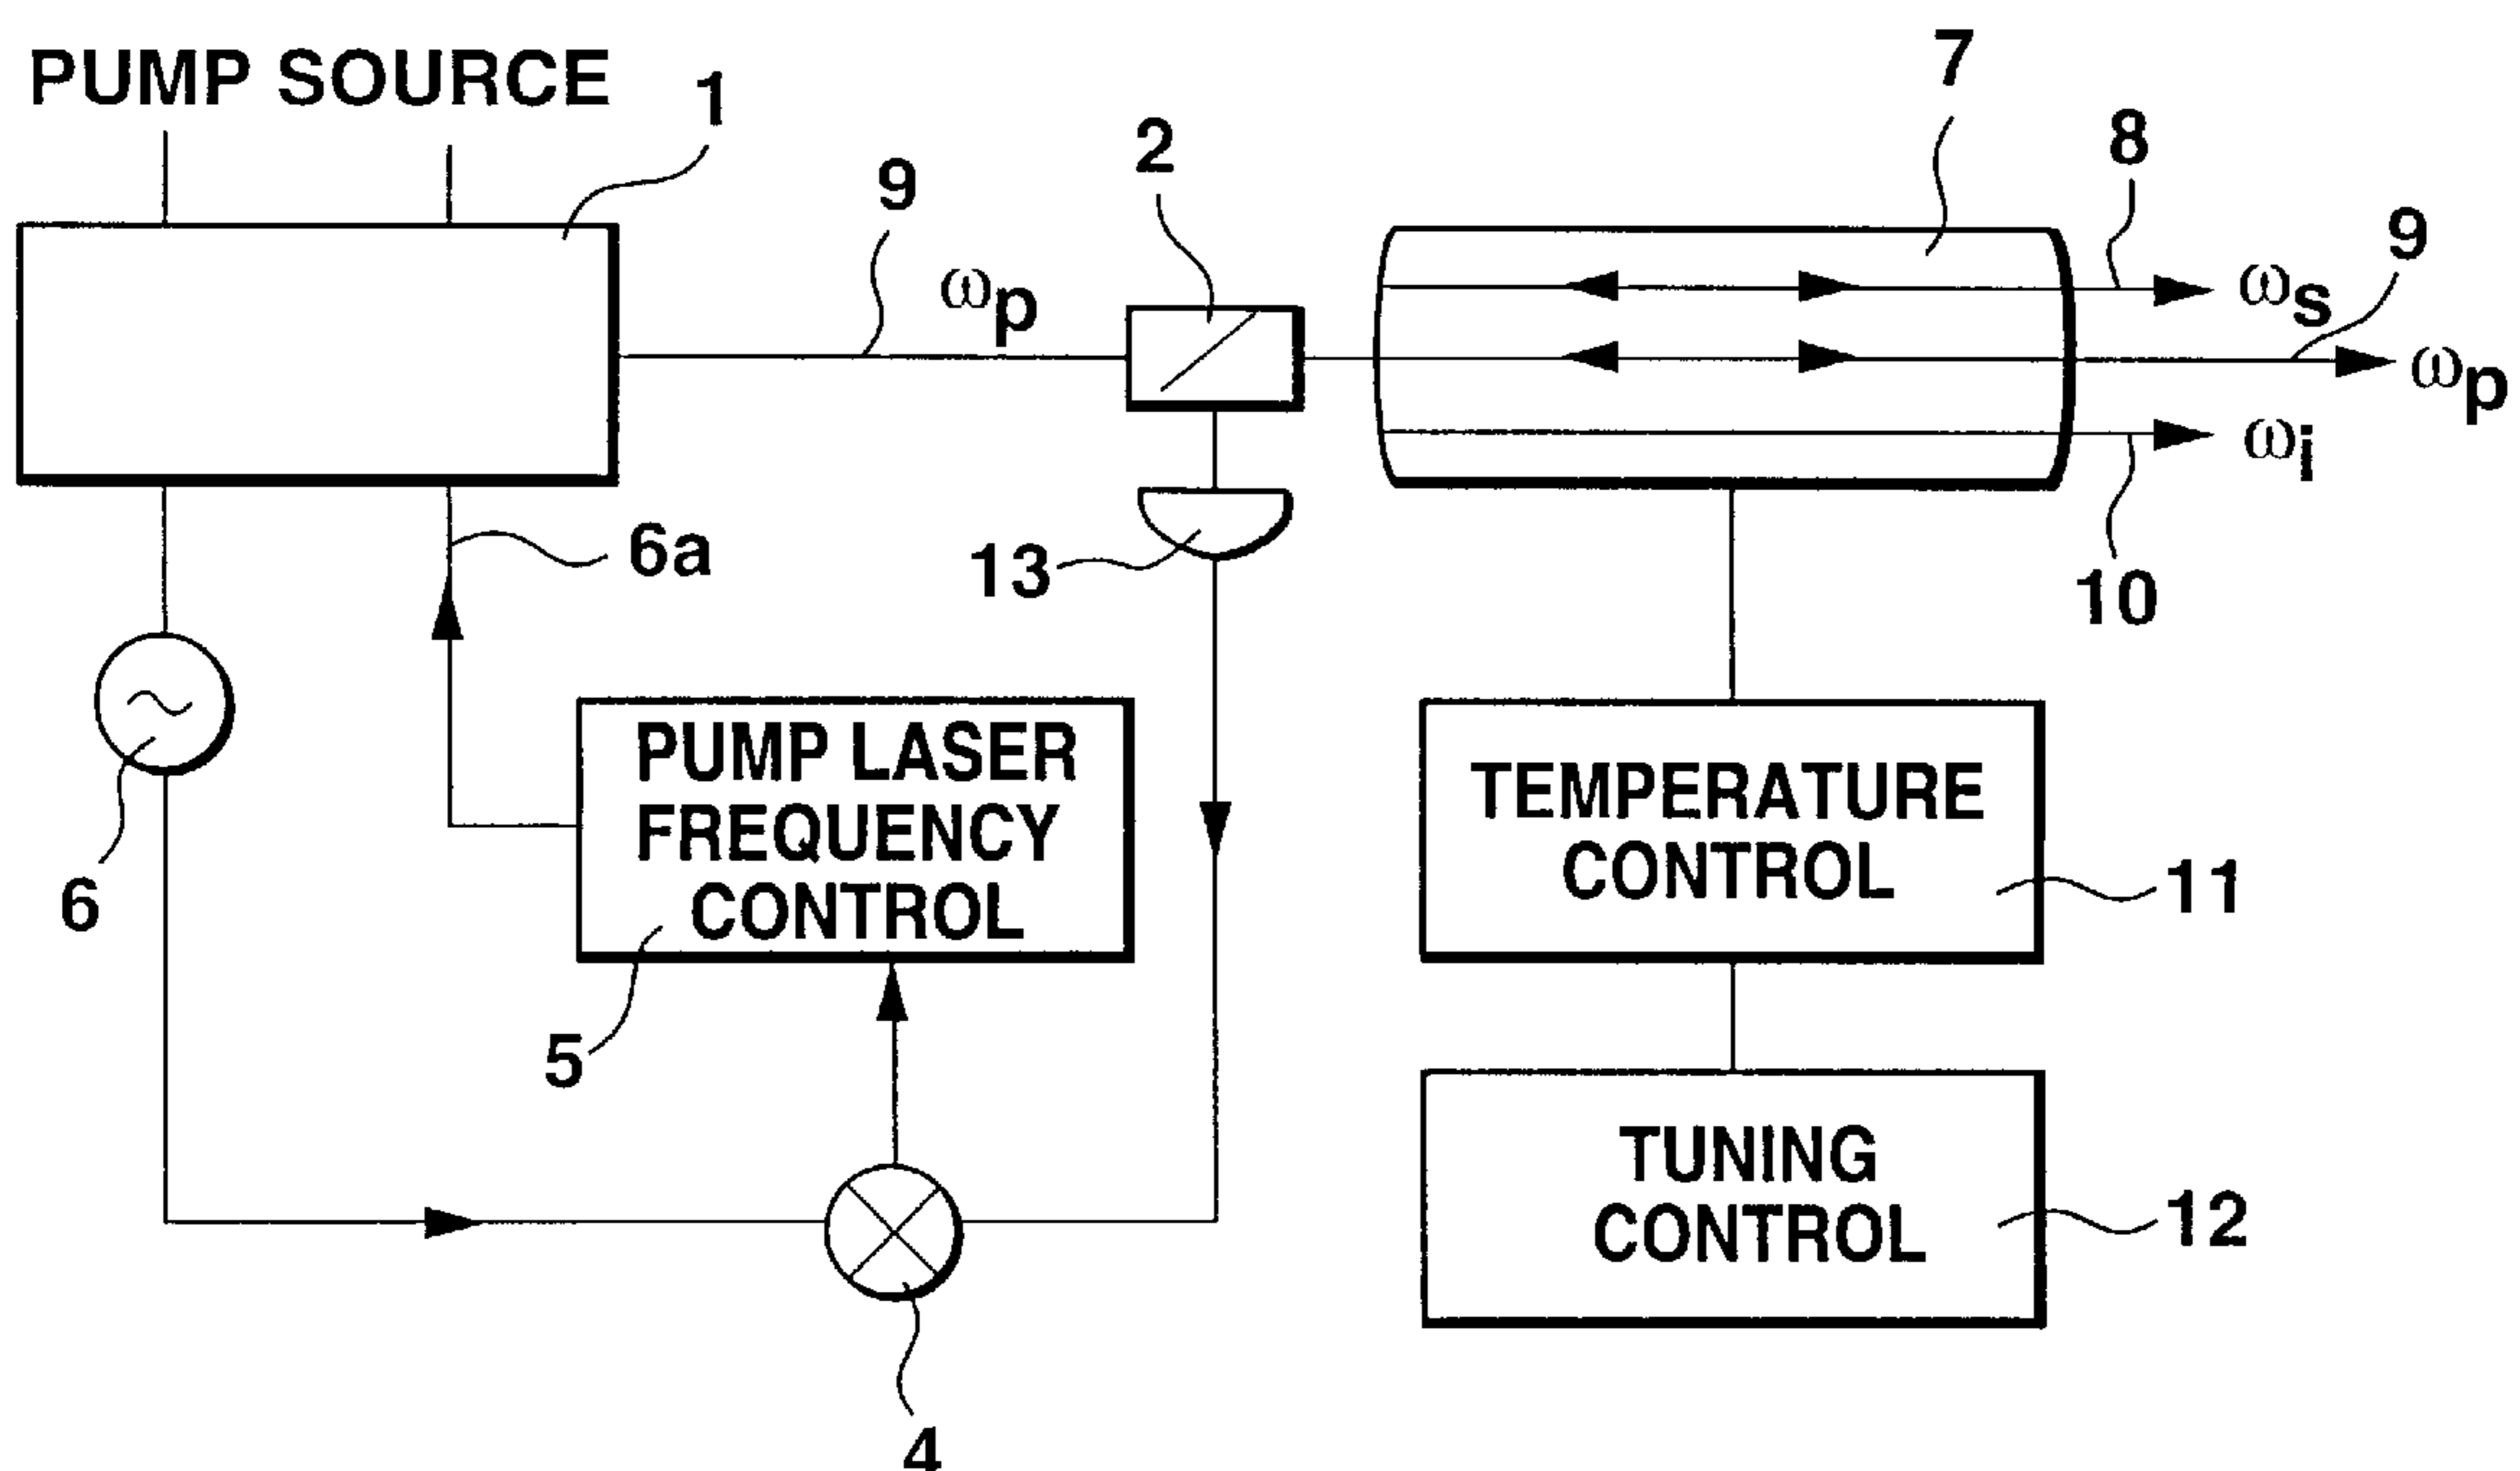 PUMP SOURCE
1
9
ωp
2
7
8
ωs
9
ωp
ωi
10
13
6a
6
PUMP LASER
FREQUENCY
CONTROL
5
4
TEMPERATURE
CONTROL
11
TUNING
CONTROL
12